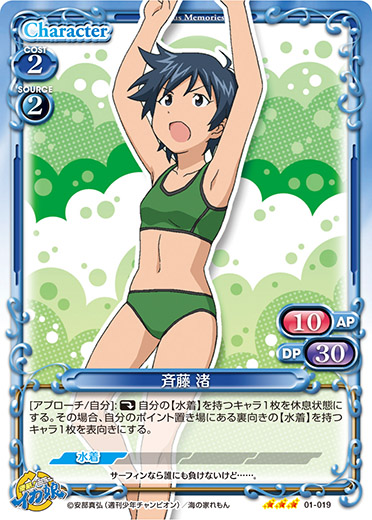 Character
us Memories
COST
2
SOURCE
2
10 AP
DP 30
斉藤 渚
[アプローチ/自分]: 自分の【水着】を持つキャラ1枚を休息状態に
する。その場合、自分のポイント置き場にある裏向きの【水着】を持つ
キャラ1枚を表向きにする。
水着
サーフィンなら誰にも負けないけど……。
©安部真弘(週刊少年チャンピオン)/海の家れもん
01-019